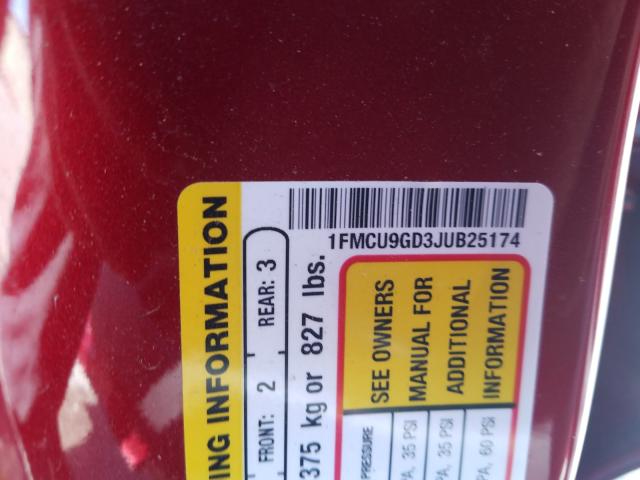 1FMCU9GD3JUB25174
ING INFORMATION
FRONT: 2 REAR: 3
375 kg or 827 lbs.
SEE OWNERS
MANUAL FOR
ADDITIONAL
INFORMATION
PRESSURE
PA, 35 PSI
PA, 35 PSI
PA, 60 PSI